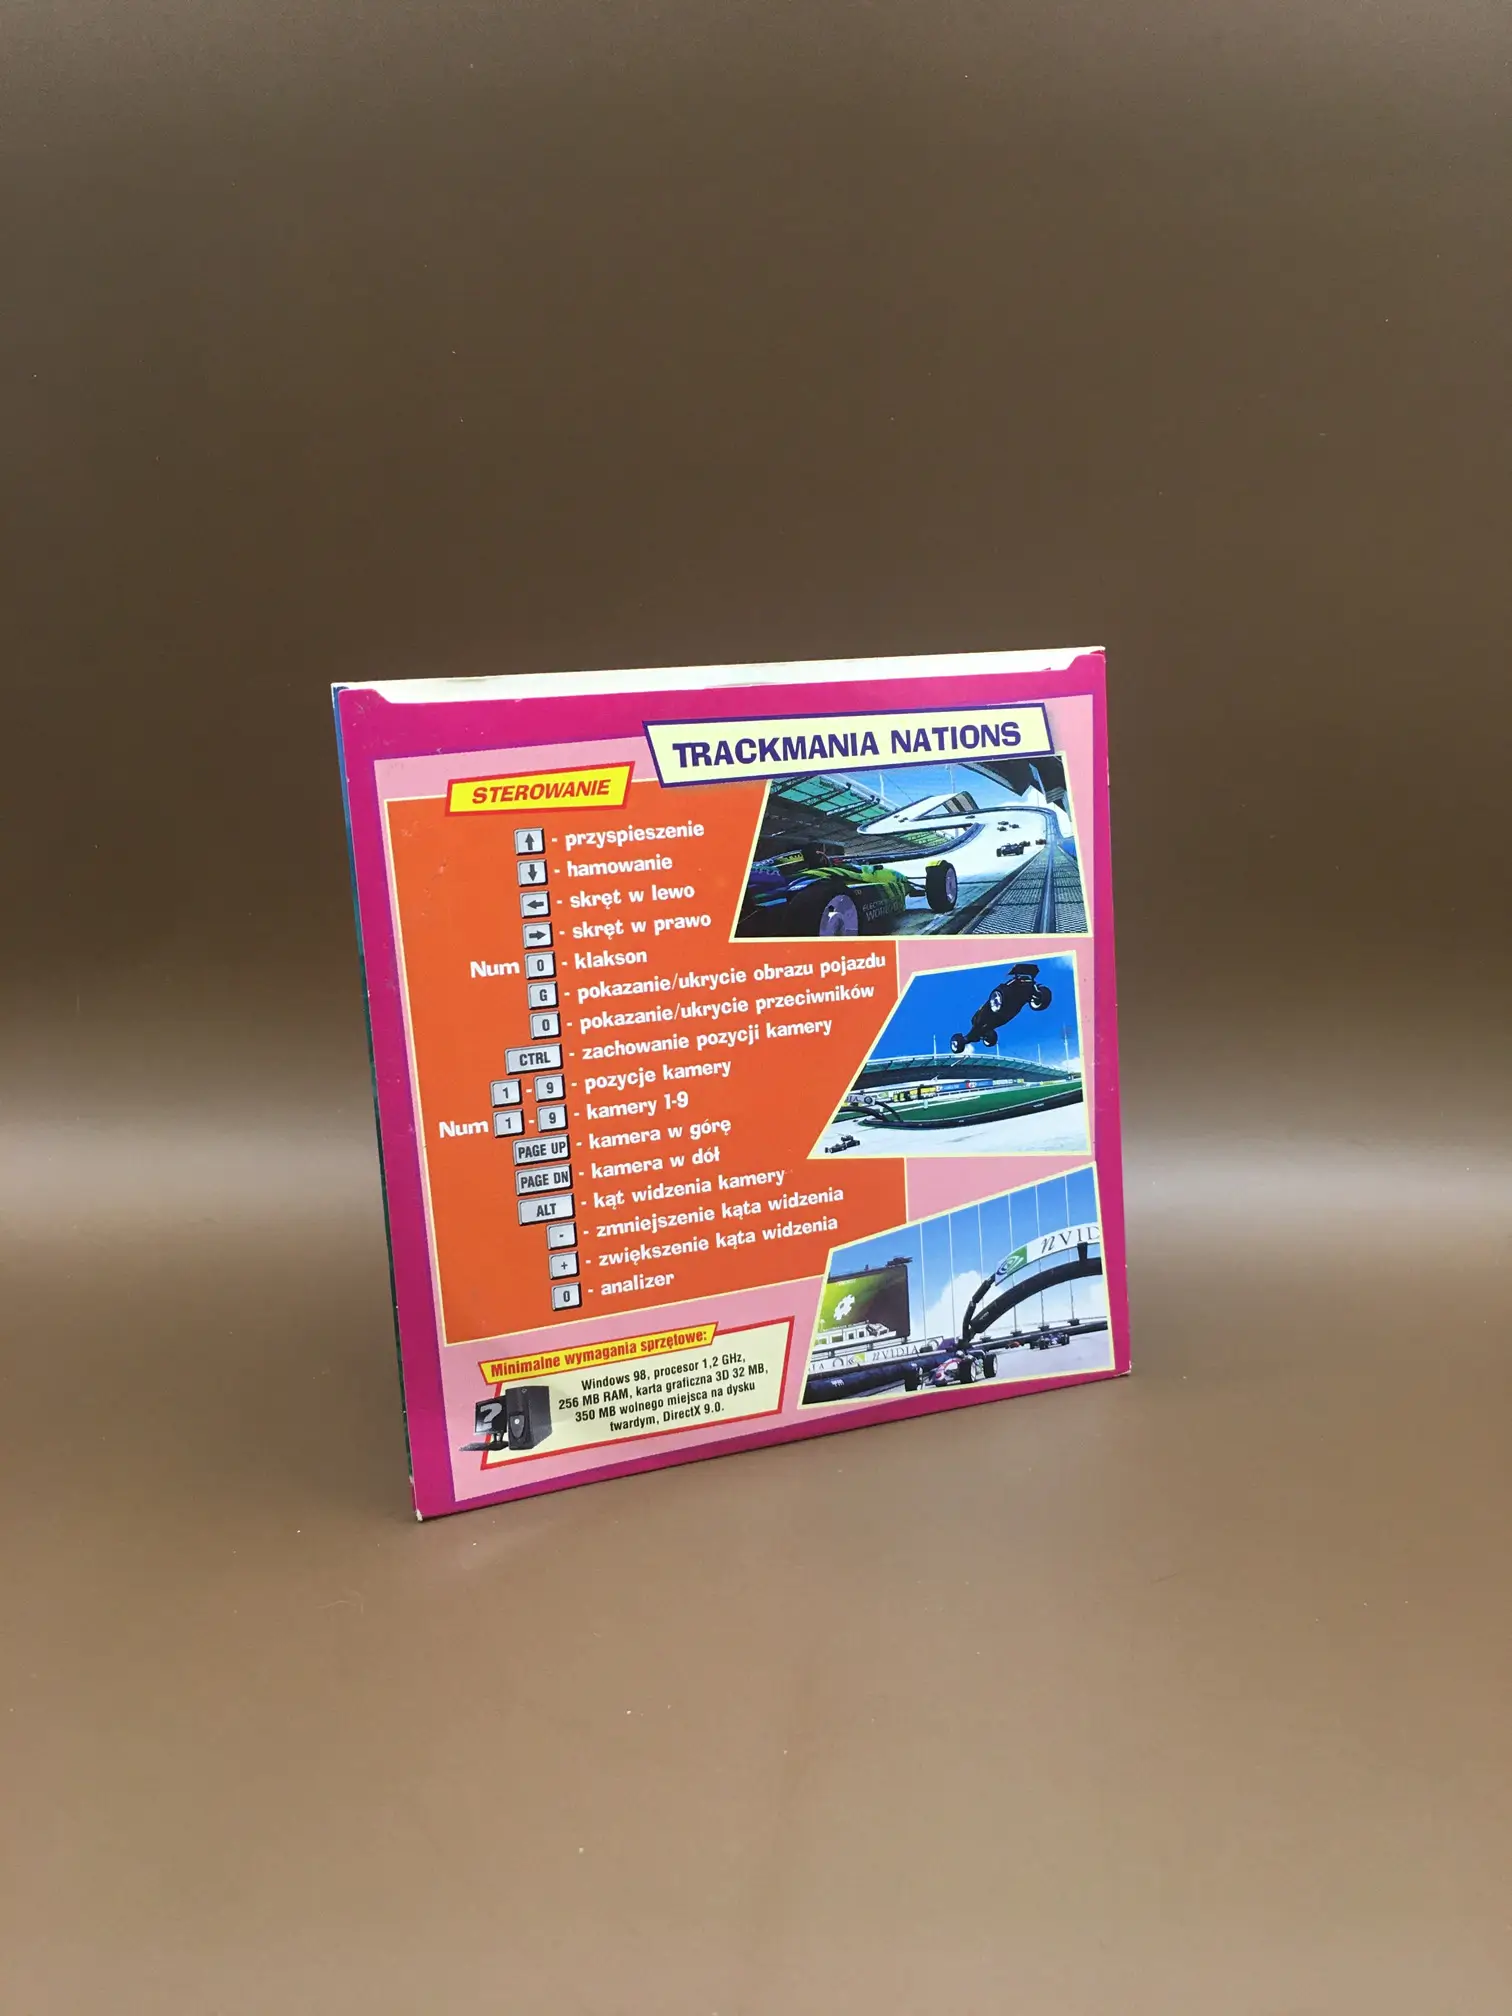 TRACKMANIA NATIONS
STEROWANIE
- przyspieszenie
- hamowanie
- skręt w lewo
- skręt w prawo
Num 0 - klakson
G - pokazanie/ukrycie obrazu pojazdu
O - pokazanie/ukrycie przeciwników
CTRL - zachowanie pozycji kamery
1 - 9 - pozycje kamery
Num 1 - 9 - kamery 1-9
PAGE UP - kamera w górę
PAGE DN - kamera w dół
ALT - kąt widzenia kamery
- - zmniejszenie kąta widzenia
+ - zwiększenie kąta widzenia
0 - analizer
Minimalne wymagania sprzętowe:
Windows 98, procesor 1,2 GHz,
256 MB RAM, karta graficzna 3D 32 MB,
350 MB wolnego miejsca na dysku
twardym, DirectX 9.0.
?
NVID
NVIDIA